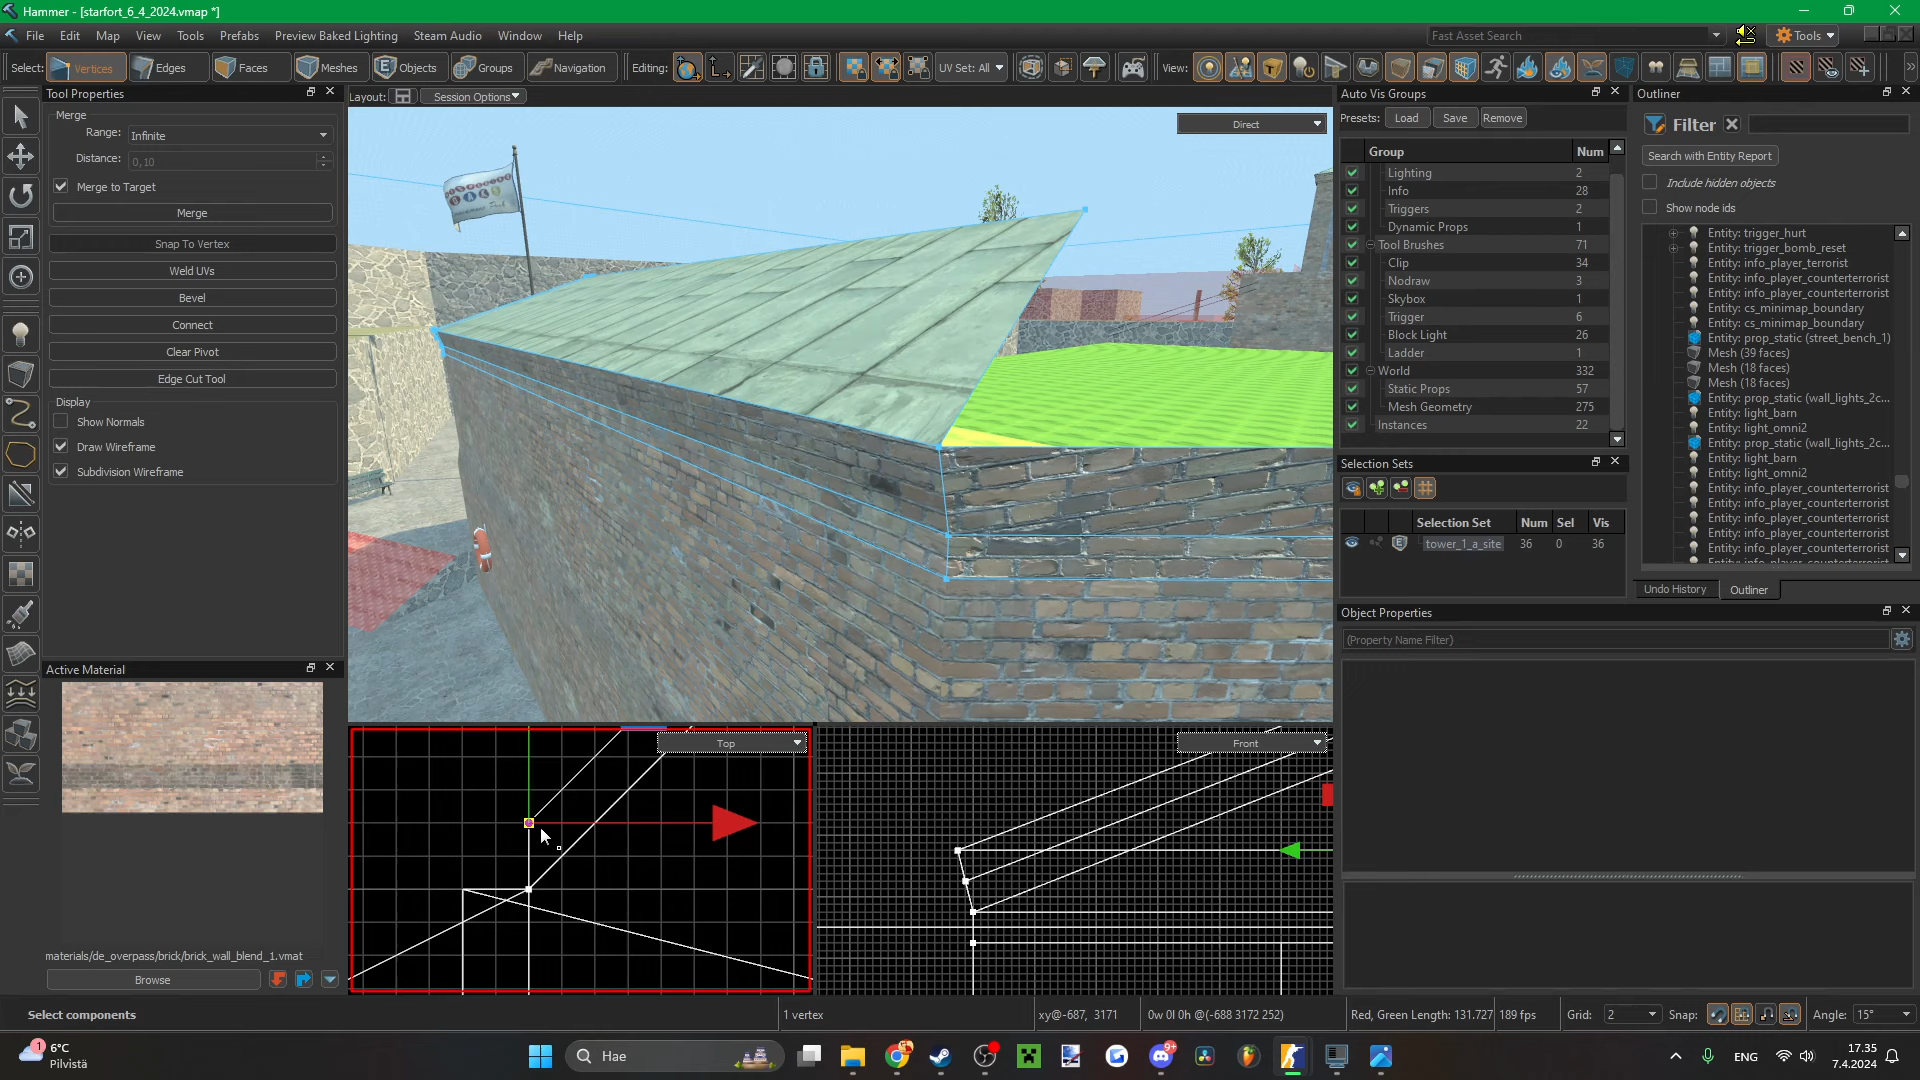 Hammer - [starfort_6_4_2024.vmap *]
File Edit Map View Tools Prefabs Preview Baked Lighting Steam Audio Window Help
Fast Asset Search
Tools
Select: Vertices Edges Faces Meshes Objects Groups Navigation Editing: UV Set: All View:
Tool Properties
Layout: Session Options
Auto Vis Groups
Outliner
Merge
Range: Infinite
Distance: 0,10
Merge to Target
Merge
Snap To Vertex
Weld UVs
Bevel
Connect
Clear Pivot
Edge Cut Tool
Display
Show Normals
Draw Wireframe
Subdivision Wireframe
Active Material
materials/de_overpass/brick/brick_wall_blend_1.vmat
Browse
Direct
Top
Front
Presets: Load Save Remove
Group Num
Lighting 2
Info 28
Triggers 2
Dynamic Props 1
Tool Brushes 71
Clip 34
Nodraw 3
Skybox 1
Trigger 6
Block Light 26
Ladder 1
World 332
Static Props 57
Mesh Geometry 275
Instances 22
Selection Sets
Selection Set Num Sel Vis
tower_1_a_site 36 0 36
Filter
Search with Entity Report
Include hidden objects
Show node ids
Entity: trigger_hurt
Entity: trigger_bomb_reset
Entity: info_player_terrorist
Entity: info_player_counterterrorist
Entity: info_player_counterterrorist
Entity: cs_minimap_boundary
Entity: cs_minimap_boundary
Entity: prop_static (street_bench_1)
Mesh (39 faces)
Mesh (18 faces)
Mesh (18 faces)
Entity: prop_static (wall_lights_2c...
Entity: light_barn
Entity: light_omni2
Entity: prop_static (wall_lights_2c...
Entity: light_barn
Entity: light_omni2
Entity: info_player_counterterrorist
Entity: info_player_counterterrorist
Entity: info_player_counterterrorist
Entity: info_player_counterterrorist
Entity: info_player_counterterrorist
Entity: info_player_counterterrorist
Undo History Outliner
Object Properties
(Property Name Filter)
Select components
1 vertex
xy@-687, 3171
0w 0l 0h @(-688 3172 252)
Red, Green Length: 131.727
189 fps
Grid: 2
Snap:
Angle: 15°
1
6°C
Pilvistä
Hae
9+
ENG
17.35
7.4.2024